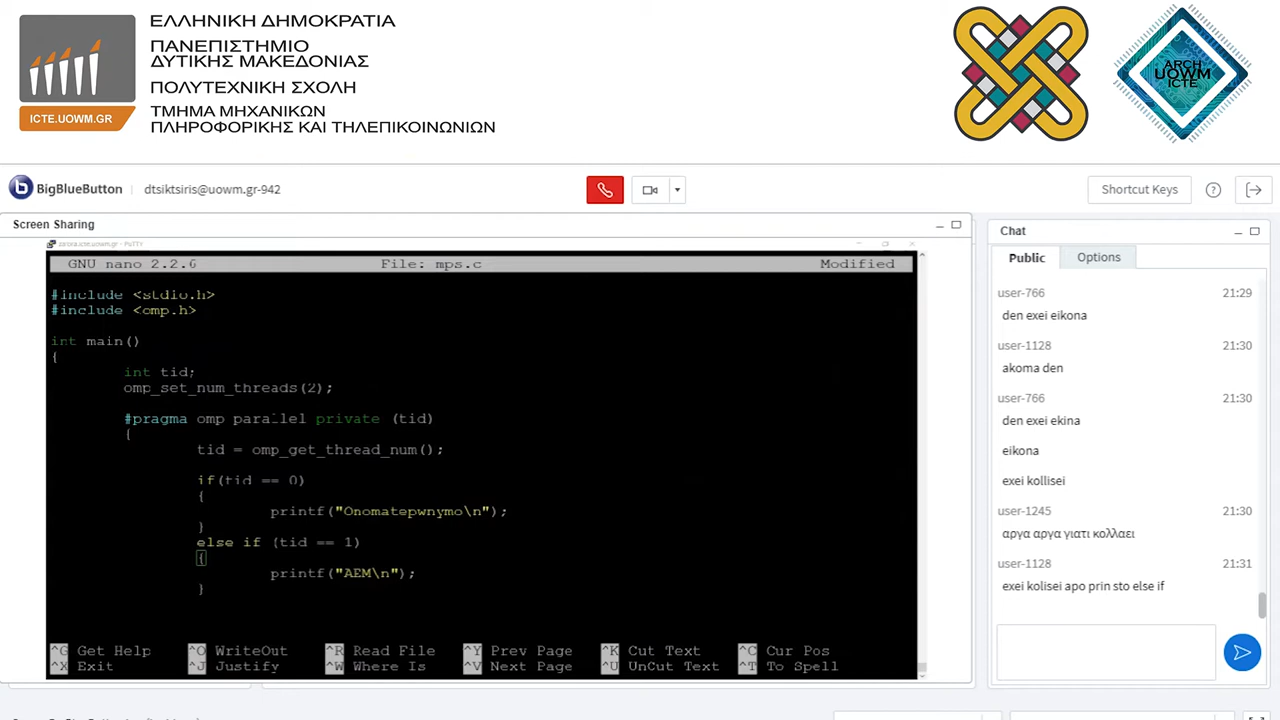 ΕΛΛΗΝΙΚΗ ΔΗΜΟΚΡΑΤΙΑ
ΠΑΝΕΠΙΣΤΗΜΙΟ
ΔΥΤΙΚΗΣ ΜΑΚΕΔΟΝΙΑΣ
ΠΟΛΥΤΕΧΝΙΚΗ ΣΧΟΛΗ
ΤΜΗΜΑ ΜΗΧΑΝΙΚΩΝ
ΠΛΗΡΟΦΟΡΙΚΗΣ ΚΑΙ ΤΗΛΕΠΙΚΟΙΝΩΝΙΩΝ
ICTE.UOWM.GR
ARCH
UOWM
ICTE
BigBlueButton
dtsiktsiris@uowm.gr-942
Shortcut Keys
Screen Sharing
GNU nano 2.2.6 File: mps.c Modified
#include <stdio.h>
#include <omp.h>
int main()
{
int tid;
omp_set_num_threads(2);
#pragma omp parallel private (tid)
{
tid = omp_get_thread_num();
if(tid == 0)
{
printf("Onomatepwnymo\n");
}
else if (tid == 1)
{
printf("AEM\n");
}
^G Get Help ^O WriteOut ^R Read File ^Y Prev Page ^K Cut Text ^C Cur Pos
^X Exit ^J Justify ^W Where Is ^V Next Page ^U UnCut Text ^T To Spell
Chat
Public Options
user-766 21:29
den exei eikona
user-1128 21:30
akoma den
user-766 21:30
den exei ekina
eikona
exei kollisei
user-1245 21:30
αργα αργα γιατι κολλαει
user-1128 21:31
exei kolisei apo prin sto else if